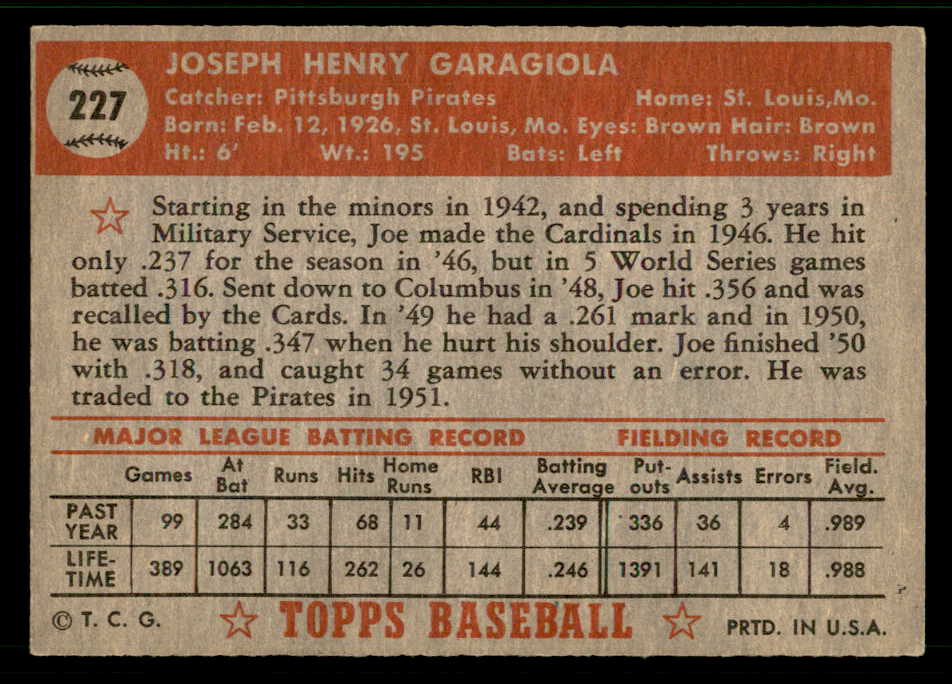 227
JOSEPH HENRY GARAGIOLA
Catcher: Pittsburgh Pirates Home: St. Louis, Mo.
Born: Feb. 12, 1926, St. Louis, Mo. Eyes: Brown Hair: Brown
Ht.: 6' Wt.: 195 Bats: Left Throws: Right
Starting in the minors in 1942, and spending 3 years in
Military Service, Joe made the Cardinals in 1946. He hit
only .237 for the season in '46, but in 5 World Series games
batted .316. Sent down to Columbus in '48, Joe hit .356 and was
recalled by the Cards. In '49 he had a .261 mark and in 1950,
he was batting .347 when he hurt his shoulder. Joe finished '50
with .318, and caught 34 games without an error. He was
traded to the Pirates in 1951.
MAJOR LEAGUE BATTING RECORD FIELDING RECORD
Games At Bat Runs Hits Home Runs RBI Batting Average Put-outs Assists Errors Field. Avg.
PAST YEAR 99 284 33 68 11 44 .239 336 36 4 .989
LIFE-TIME 389 1063 116 262 26 144 .246 1391 141 18 .988
© T. C. G. TOPPS BASEBALL PRTD. IN U.S.A.